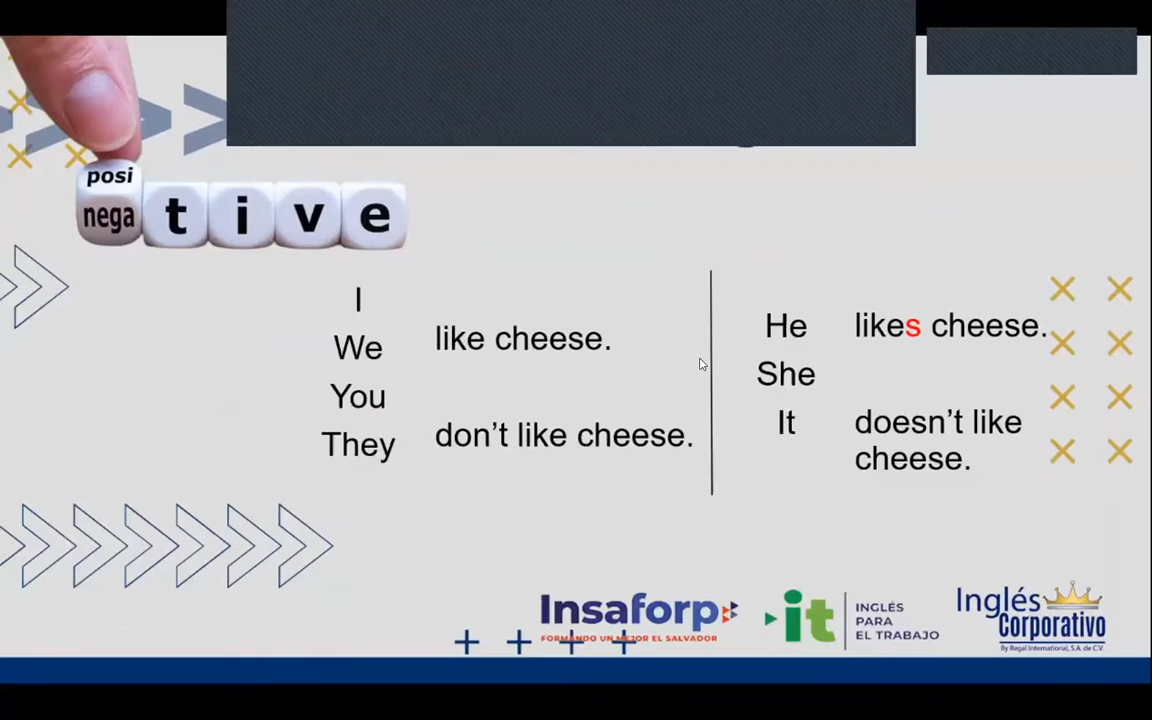 posi
nega
tive
I
We
You
They
like cheese.
don't like cheese.
He
She
It
likes cheese.
doesn't like
cheese.
Insaforp
FORMANDO UN MEJOR EL SALVADOR
it
INGLÉS
PARA
EL TRABAJO
Inglés
Corporativo
By Regal International, S.A. de C.V.